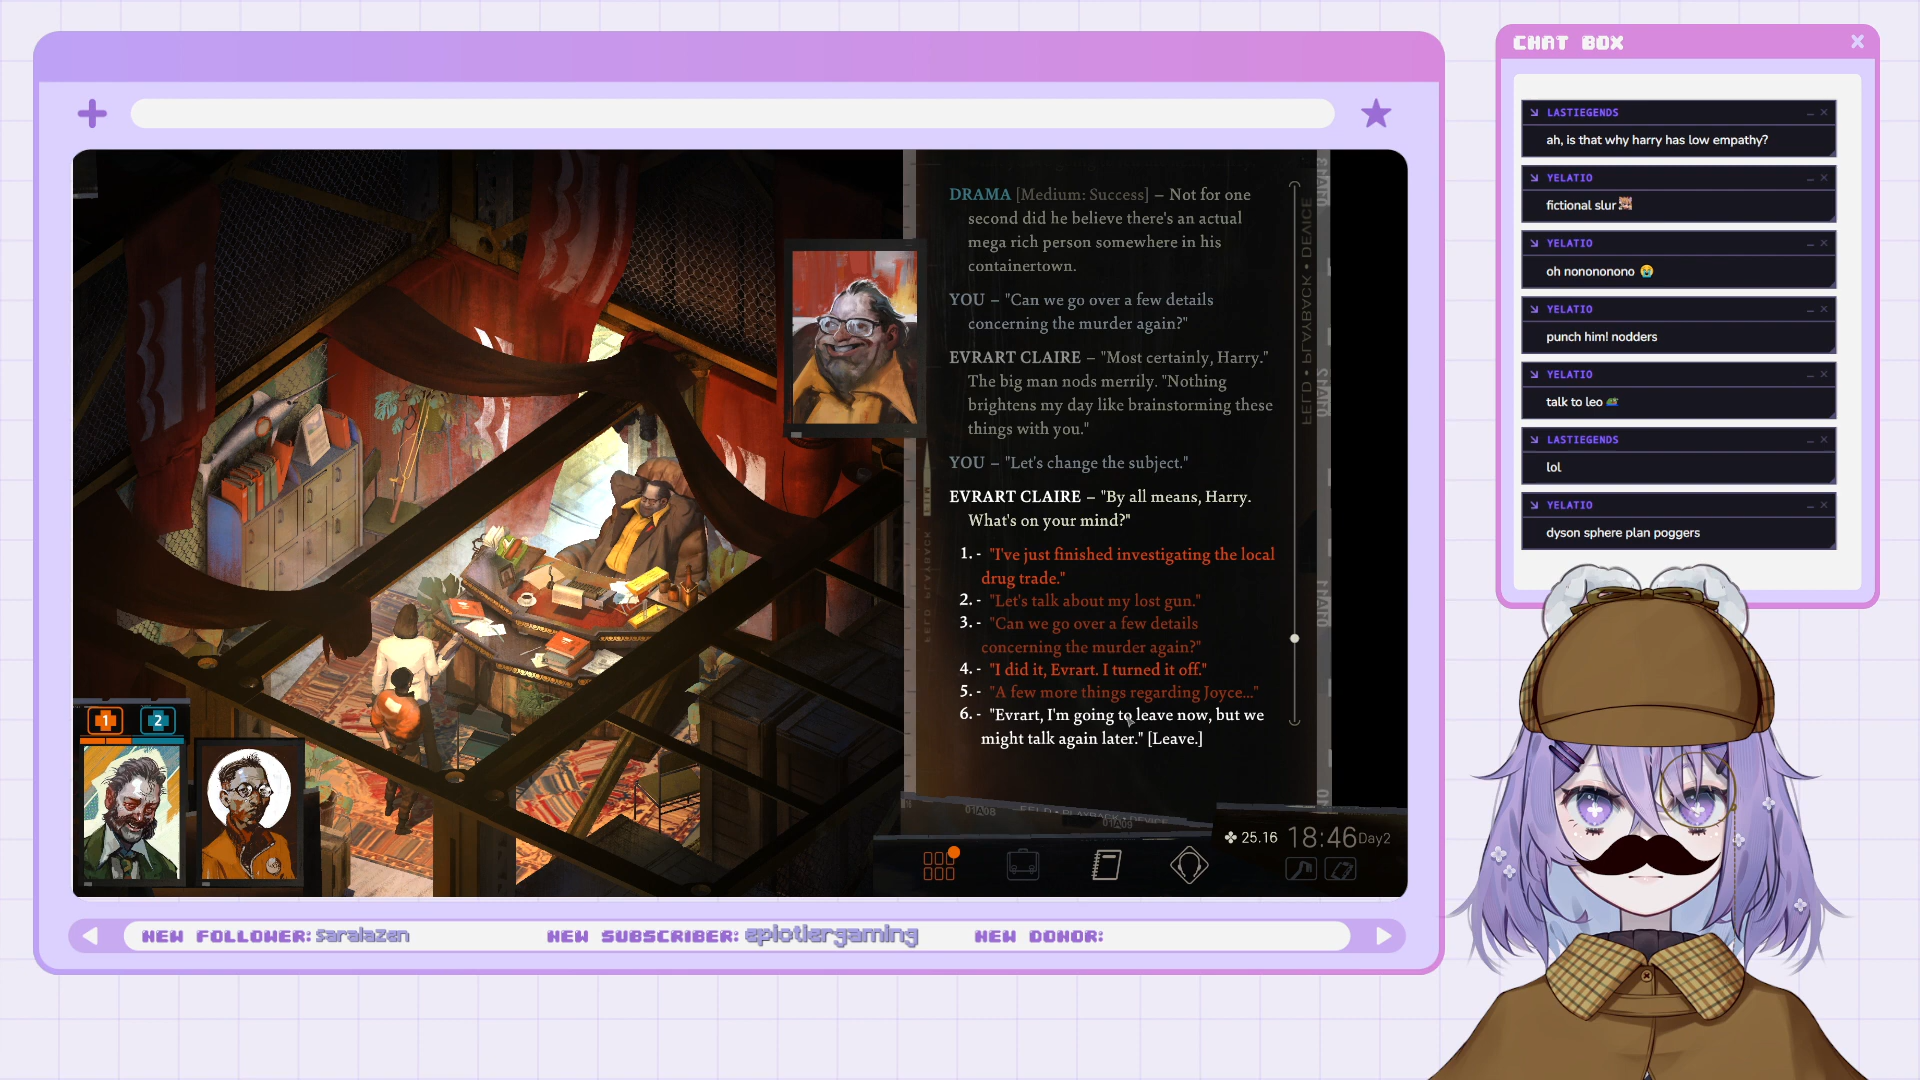 CHAT BOX
LASTIEGENDS
ah, is that why harry has low empathy?
YELATIO
fictional slur
YELATIO
oh nonononono 😭
YELATIO
punch him! nodders
YELATIO
talk to leo
LASTIEGENDS
lol
YELATIO
dyson sphere plan poggers
DRAMA [Medium: Success] – Not for one
second did he believe there's an actual
mega rich person somewhere in his
containertown.
YOU – "Can we go over a few details
concerning the murder again?"
EVRART CLAIRE – "Most certainly, Harry."
The big man nods merrily. "Nothing
brightens my day like brainstorming these
things with you."
YOU – "Let's change the subject."
EVRART CLAIRE – "By all means, Harry.
What's on your mind?"
1. - "I've just finished investigating the local
drug trade."
2. - "Let's talk about my lost gun."
3. - "Can we go over a few details
concerning the murder again?"
4. - "I did it, Evrart. I turned it off."
5. - "A few more things regarding Joyce..."
6. - "Evrart, I'm going to leave now, but we
might talk again later." [Leave.]
FELD • PLAYBACK • DEVICE
1
2
25.16
18:46 Day2
NEW FOLLOWER: saralazen
NEW SUBSCRIBER: epictiergaming
NEW DONOR: